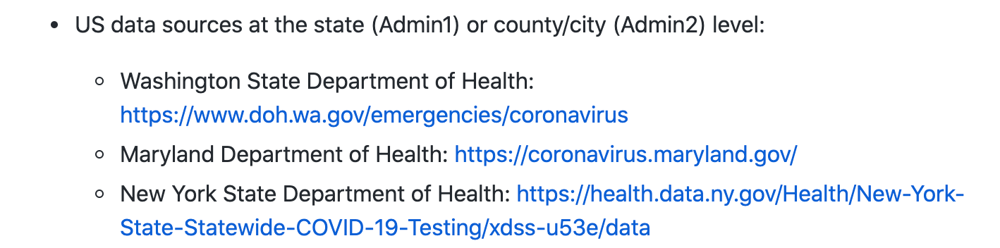 • US data sources at the state (Admin1) or county/city (Admin2) level:
◦ Washington State Department of Health:
https://www.doh.wa.gov/emergencies/coronavirus
◦ Maryland Department of Health: https://coronavirus.maryland.gov/
◦ New York State Department of Health: https://health.data.ny.gov/Health/New-York-
State-Statewide-COVID-19-Testing/xdss-u53e/data